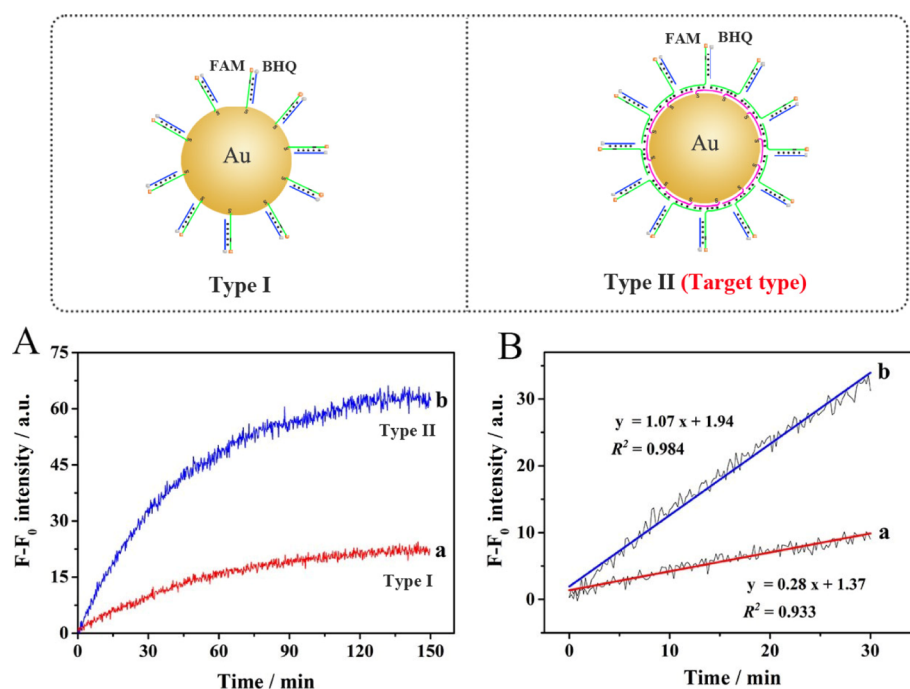 FAM BHQ
Au
Type I
FAM BHQ
Au
Type II (Target type)
A
75
60
45
30
15
0
F-F0 intensity / a.u.
b
Type II
a
Type I
0 30 60 90 120 150
Time / min
B
30
20
10
0
F-F0 intensity / a.u.
b
y = 1.07 x + 1.94
R² = 0.984
a
y = 0.28 x + 1.37
R² = 0.933
0 10 20 30
Time / min